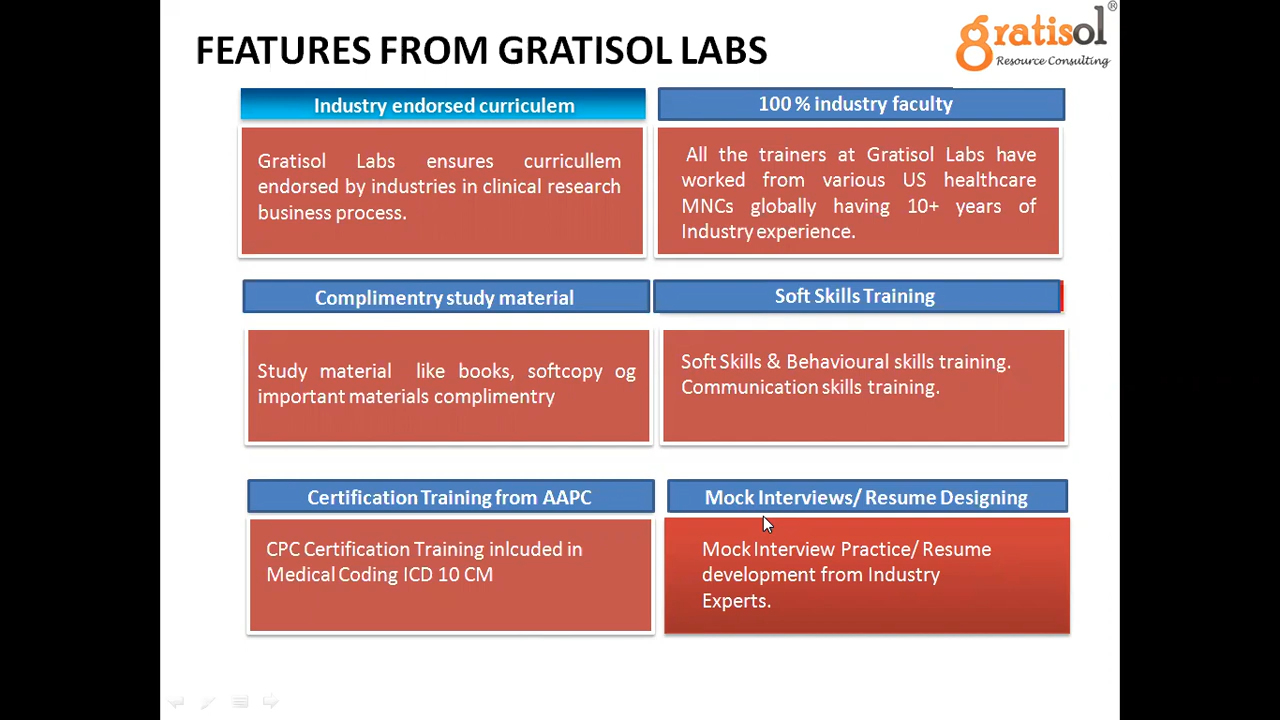 FEATURES FROM GRATISOL LABS
gratisol®
Resource Consulting
Industry endorsed curriculem
Gratisol Labs ensures curricullem
endorsed by industries in clinical research
business process.
100 % industry faculty
All the trainers at Gratisol Labs have
worked from various US healthcare
MNCs globally having 10+ years of
Industry experience.
Complimentry study material
Study material like books, softcopy og
important materials complimentry
Soft Skills Training
Soft Skills & Behavioural skills training.
Communication skills training.
Certification Training from AAPC
CPC Certification Training inlcuded in
Medical Coding ICD 10 CM
Mock Interviews/ Resume Designing
Mock Interview Practice/ Resume
development from Industry
Experts.